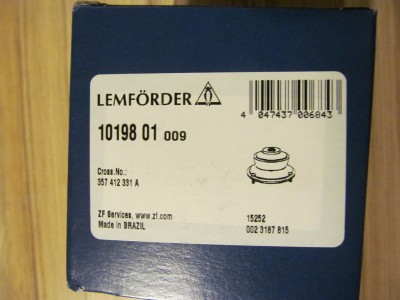 LEMFÖRDER
4 047437 006843
10198 01 009
Cross.No.:
357 412 331 A
ZF Services, www.zf.com
Made in BRAZIL
15252
002 3187 815